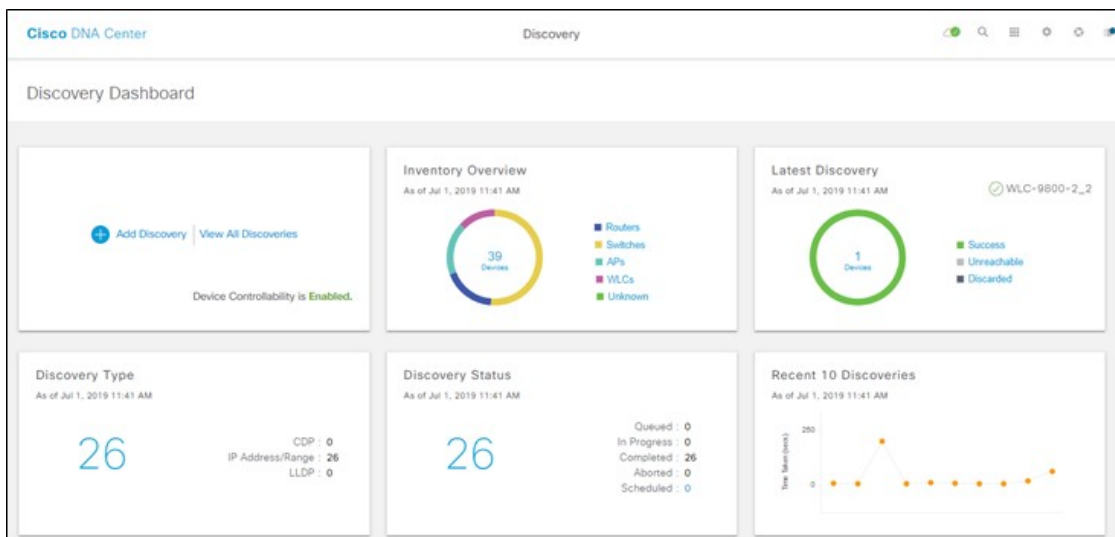 Cisco DNA Center
Discovery
Discovery Dashboard
Add Discovery
View All Discoveries
Device Controllability is Enabled.
Inventory Overview
As of Jul 1, 2019 11:41 AM
39
Devices
Routers
Switches
APs
WLCs
Unknown
Latest Discovery
As of Jul 1, 2019 11:41 AM
WLC-9800-2_2
1
Devices
Success
Unreachable
Discarded
Discovery Type
As of Jul 1, 2019 11:41 AM
26
CDP : 0
IP Address/Range : 26
LLDP : 0
Discovery Status
As of Jul 1, 2019 11:41 AM
26
Queued : 0
In Progress : 0
Completed : 26
Aborted : 0
Scheduled : 0
Recent 10 Discoveries
As of Jul 1, 2019 11:41 AM
Time Taken (secs)
250
0